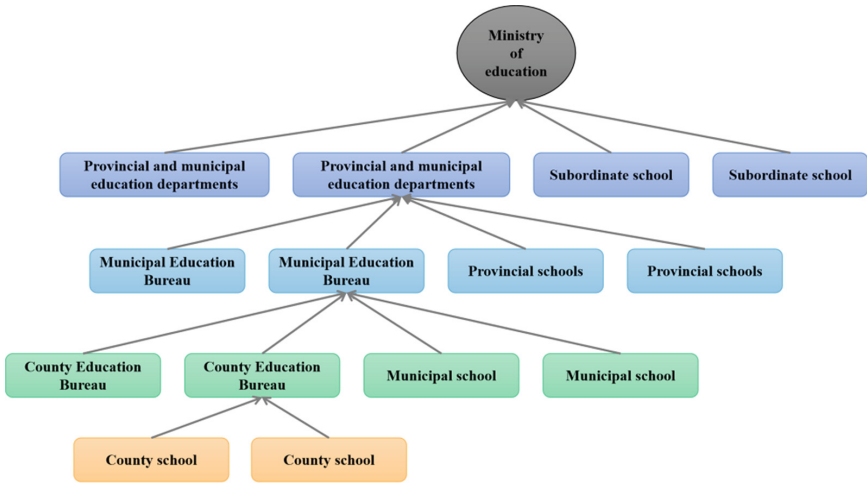 Ministry
of
education
Provincial and municipal
education departments
Provincial and municipal
education departments
Subordinate school
Subordinate school
Municipal Education
Bureau
Municipal Education
Bureau
Provincial schools
Provincial schools
County Education
Bureau
County Education
Bureau
Municipal school
Municipal school
County school
County school